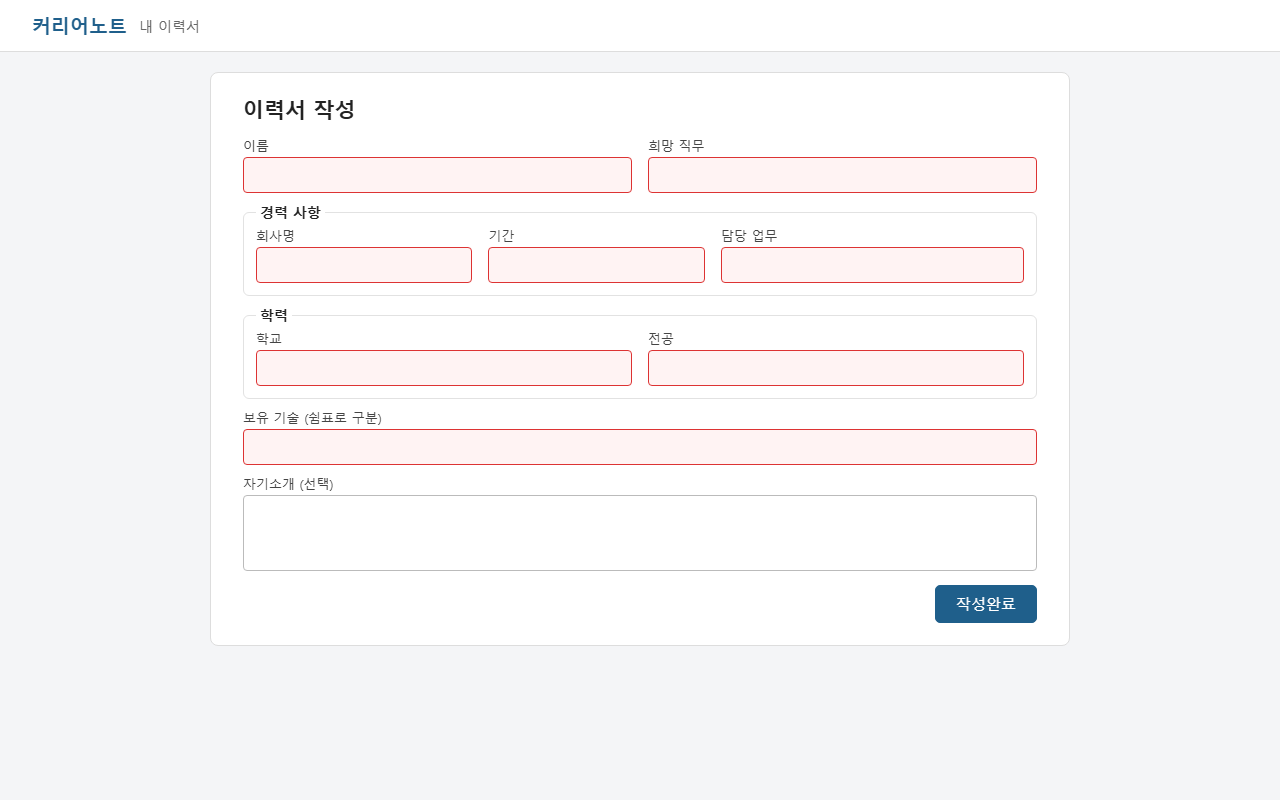 커리어노트 내 이력서
이력서 작성
이름 희망 직무
경력 사항
회사명 기간 담당 업무
학력
학교 전공
보유 기술 (쉼표로 구분)
자기소개 (선택)
작성완료